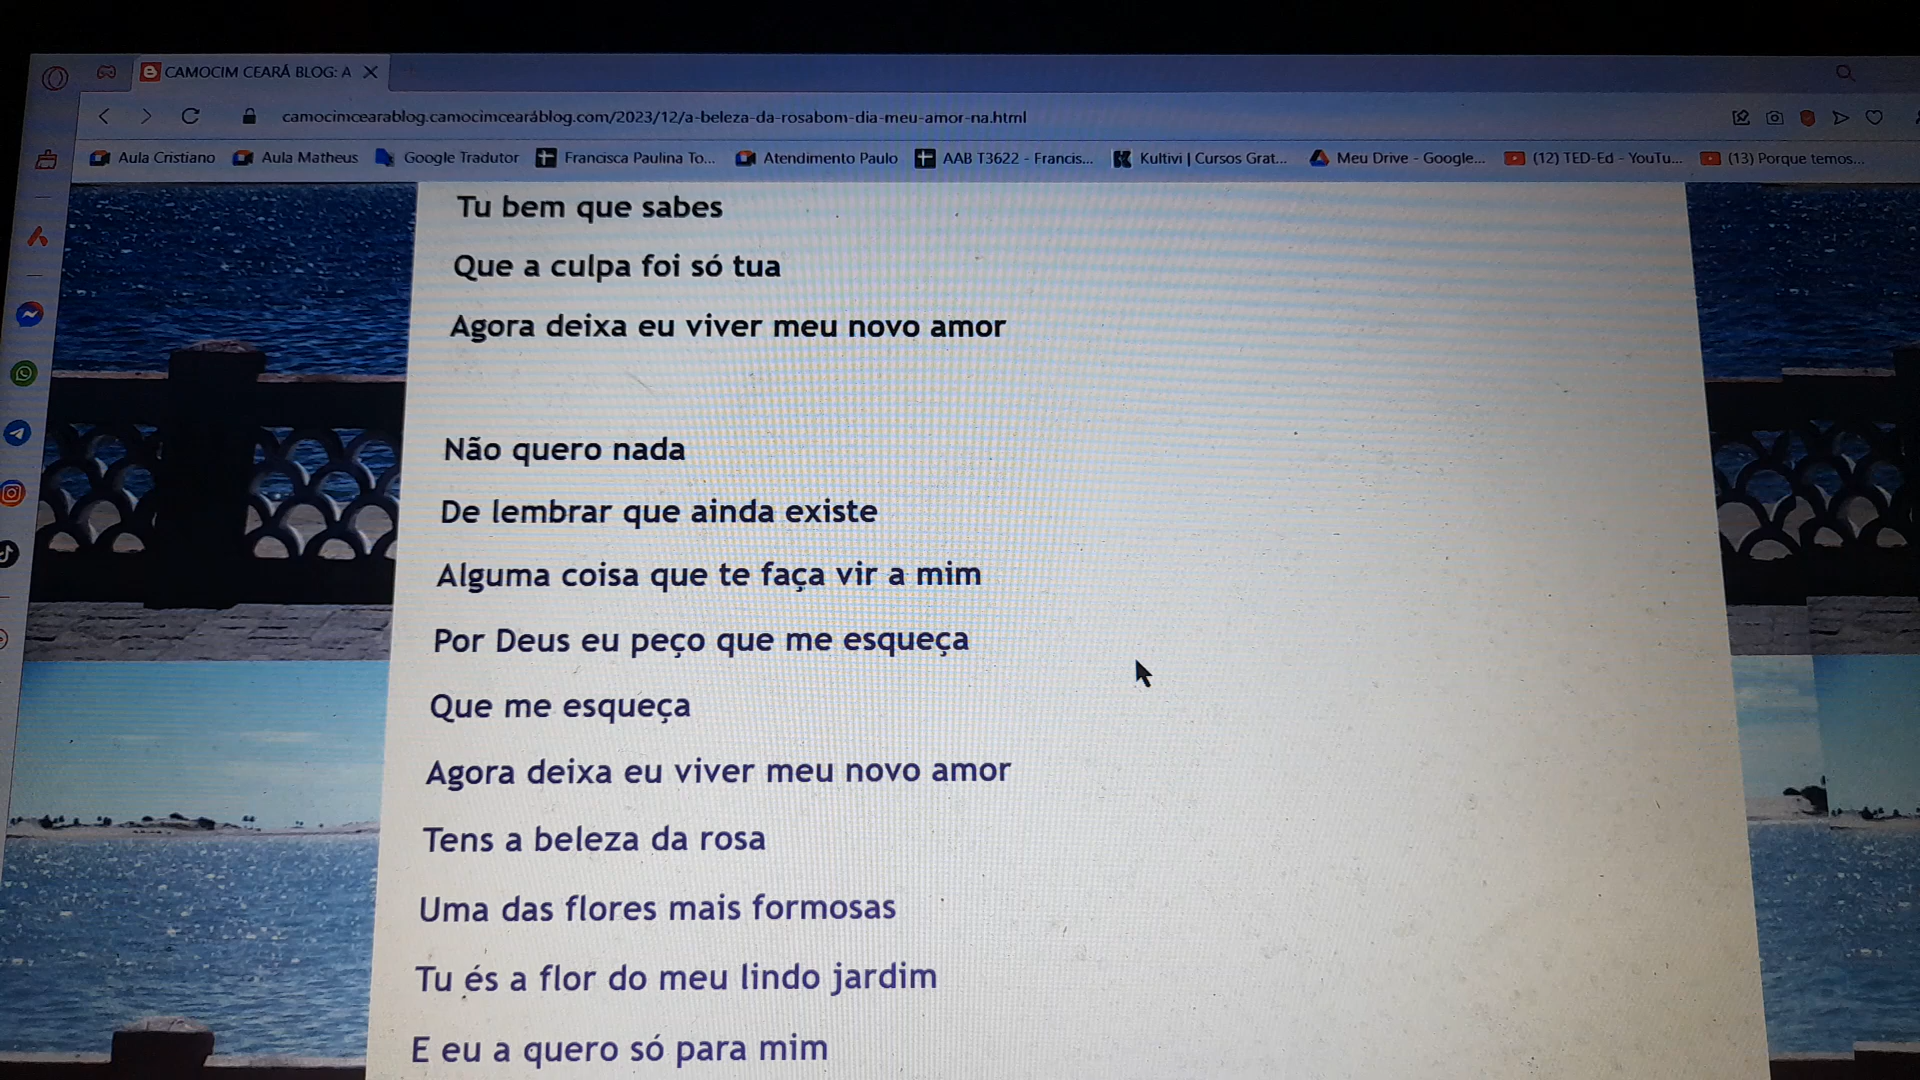 CAMOCIM CEARÁ BLOG: A
camocimcearablog.camocimcearáblog.com/2023/12/a-beleza-da-rosabom-dia-meu-amor-na.html
Aula Cristiano Aula Matheus Google Tradutor Francisca Paulina To... Atendimento Paulo AAB T3622 - Francis... Kultivi | Cursos Grat... Meu Drive - Google... (12) TED-Ed - YouTu... (13) Porque temos...
Tu bem que sabes
Que a culpa foi só tua
Agora deixa eu viver meu novo amor
Não quero nada
De lembrar que ainda existe
Alguma coisa que te faça vir a mim
Por Deus eu peço que me esqueça
Que me esqueça
Agora deixa eu viver meu novo amor
Tens a beleza da rosa
Uma das flores mais formosas
Tu és a flor do meu lindo jardim
E eu a quero só para mim